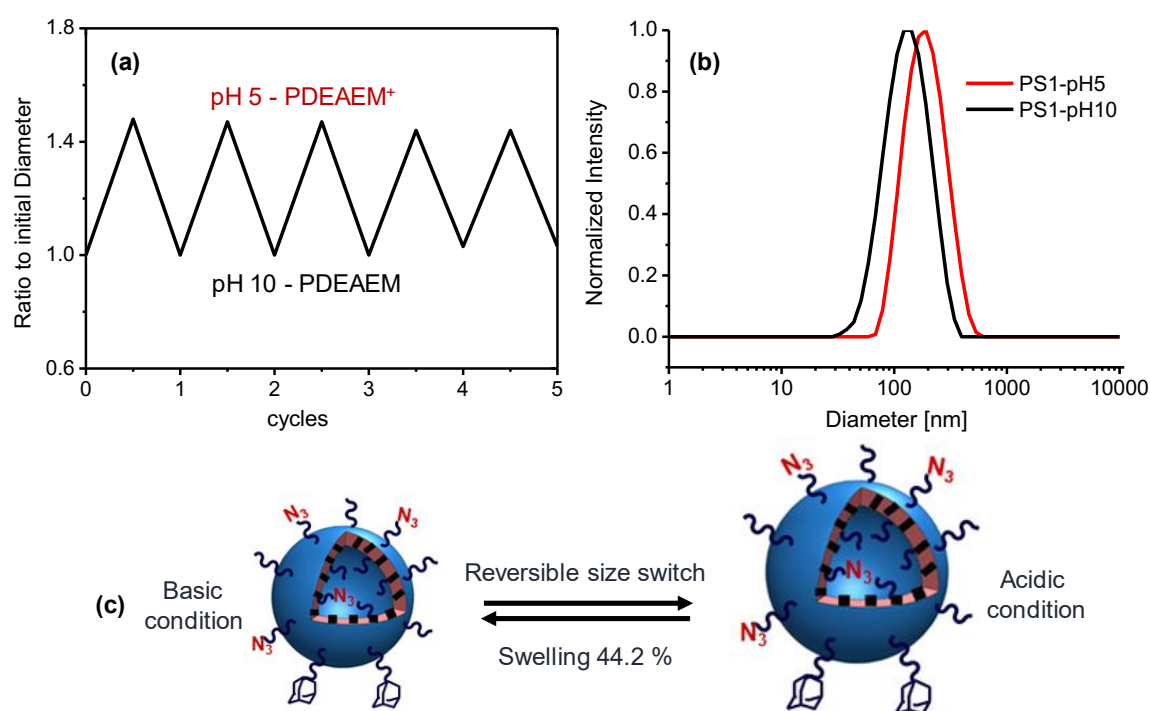 (a)
pH 5 - PDEAEM⁺
pH 10 - PDEAEM
Ratio to initial Diameter
1.8
1.4
1.0
0.6
0 1 2 3 4 5
cycles
(b)
PS1-pH5
PS1-pH10
Normalized Intensity
1.0
0.8
0.6
0.4
0.2
0.0
1 10 100 1000 10000
Diameter [nm]
(c)
Basic
condition
N₃
N₃
N₃
N₃
Reversible size switch
Swelling 44.2 %
N₃
N₃
N₃
N₃
Acidic
condition